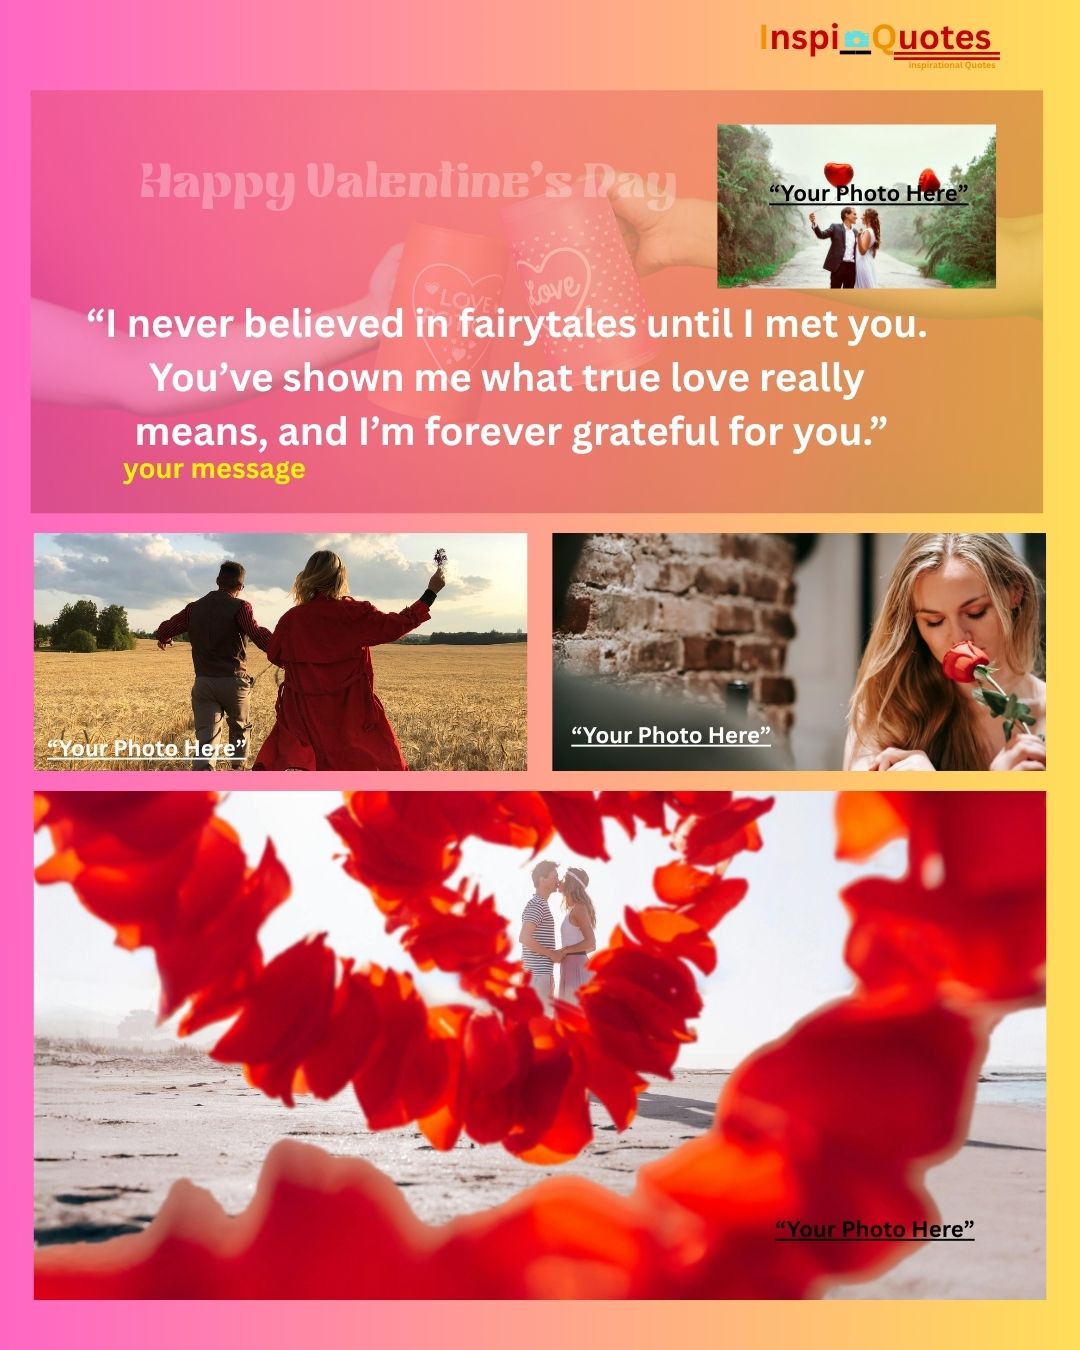 Inspi Quotes
inspirational Quotes
Happy Valentine's Day
“Your Photo Here”
LOVE
Love
“I never believed in fairytales until I met you.
You’ve shown me what true love really
means, and I’m forever grateful for you.”
your message
“Your Photo Here”
“Your Photo Here”
“Your Photo Here”